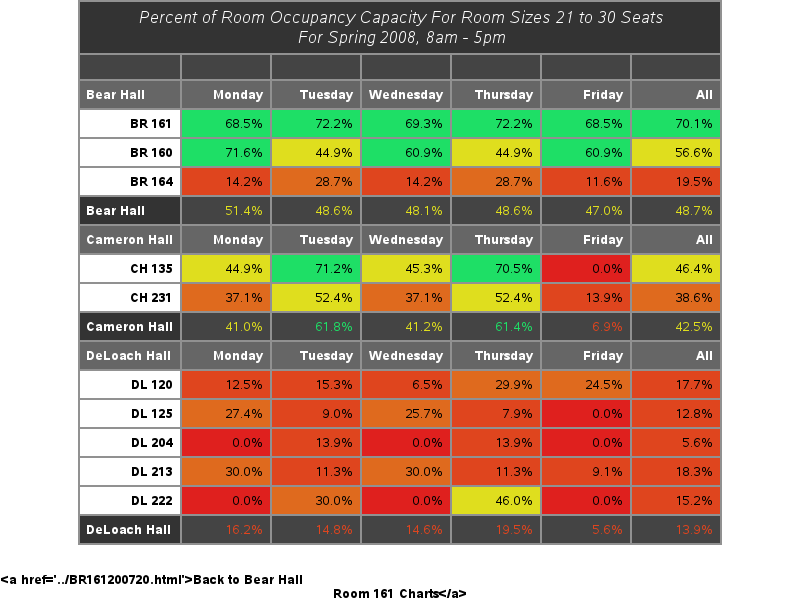 Percent of Room Occupancy Capacity For Room Sizes 21 to 30 Seats
For Spring 2008, 8am - 5pm
Bear Hall Monday Tuesday Wednesday Thursday Friday All
BR 161 68.5% 72.2% 69.3% 72.2% 68.5% 70.1%
BR 160 71.6% 44.9% 60.9% 44.9% 60.9% 56.6%
BR 164 14.2% 28.7% 14.2% 28.7% 11.6% 19.5%
Bear Hall 51.4% 48.6% 48.1% 48.6% 47.0% 48.7%
Cameron Hall Monday Tuesday Wednesday Thursday Friday All
CH 135 44.9% 71.2% 45.3% 70.5% 0.0% 46.4%
CH 231 37.1% 52.4% 37.1% 52.4% 13.9% 38.6%
Cameron Hall 41.0% 61.8% 41.2% 61.4% 6.9% 42.5%
DeLoach Hall Monday Tuesday Wednesday Thursday Friday All
DL 120 12.5% 15.3% 6.5% 29.9% 24.5% 17.7%
DL 125 27.4% 9.0% 25.7% 7.9% 0.0% 12.8%
DL 204 0.0% 13.9% 0.0% 13.9% 0.0% 5.6%
DL 213 30.0% 11.3% 30.0% 11.3% 9.1% 18.3%
DL 222 0.0% 30.0% 0.0% 46.0% 0.0% 15.2%
DeLoach Hall 16.2% 14.8% 14.6% 19.5% 5.6% 13.9%
<a href='../BR161200720.html'>Back to Bear Hall
Room 161 Charts</a>